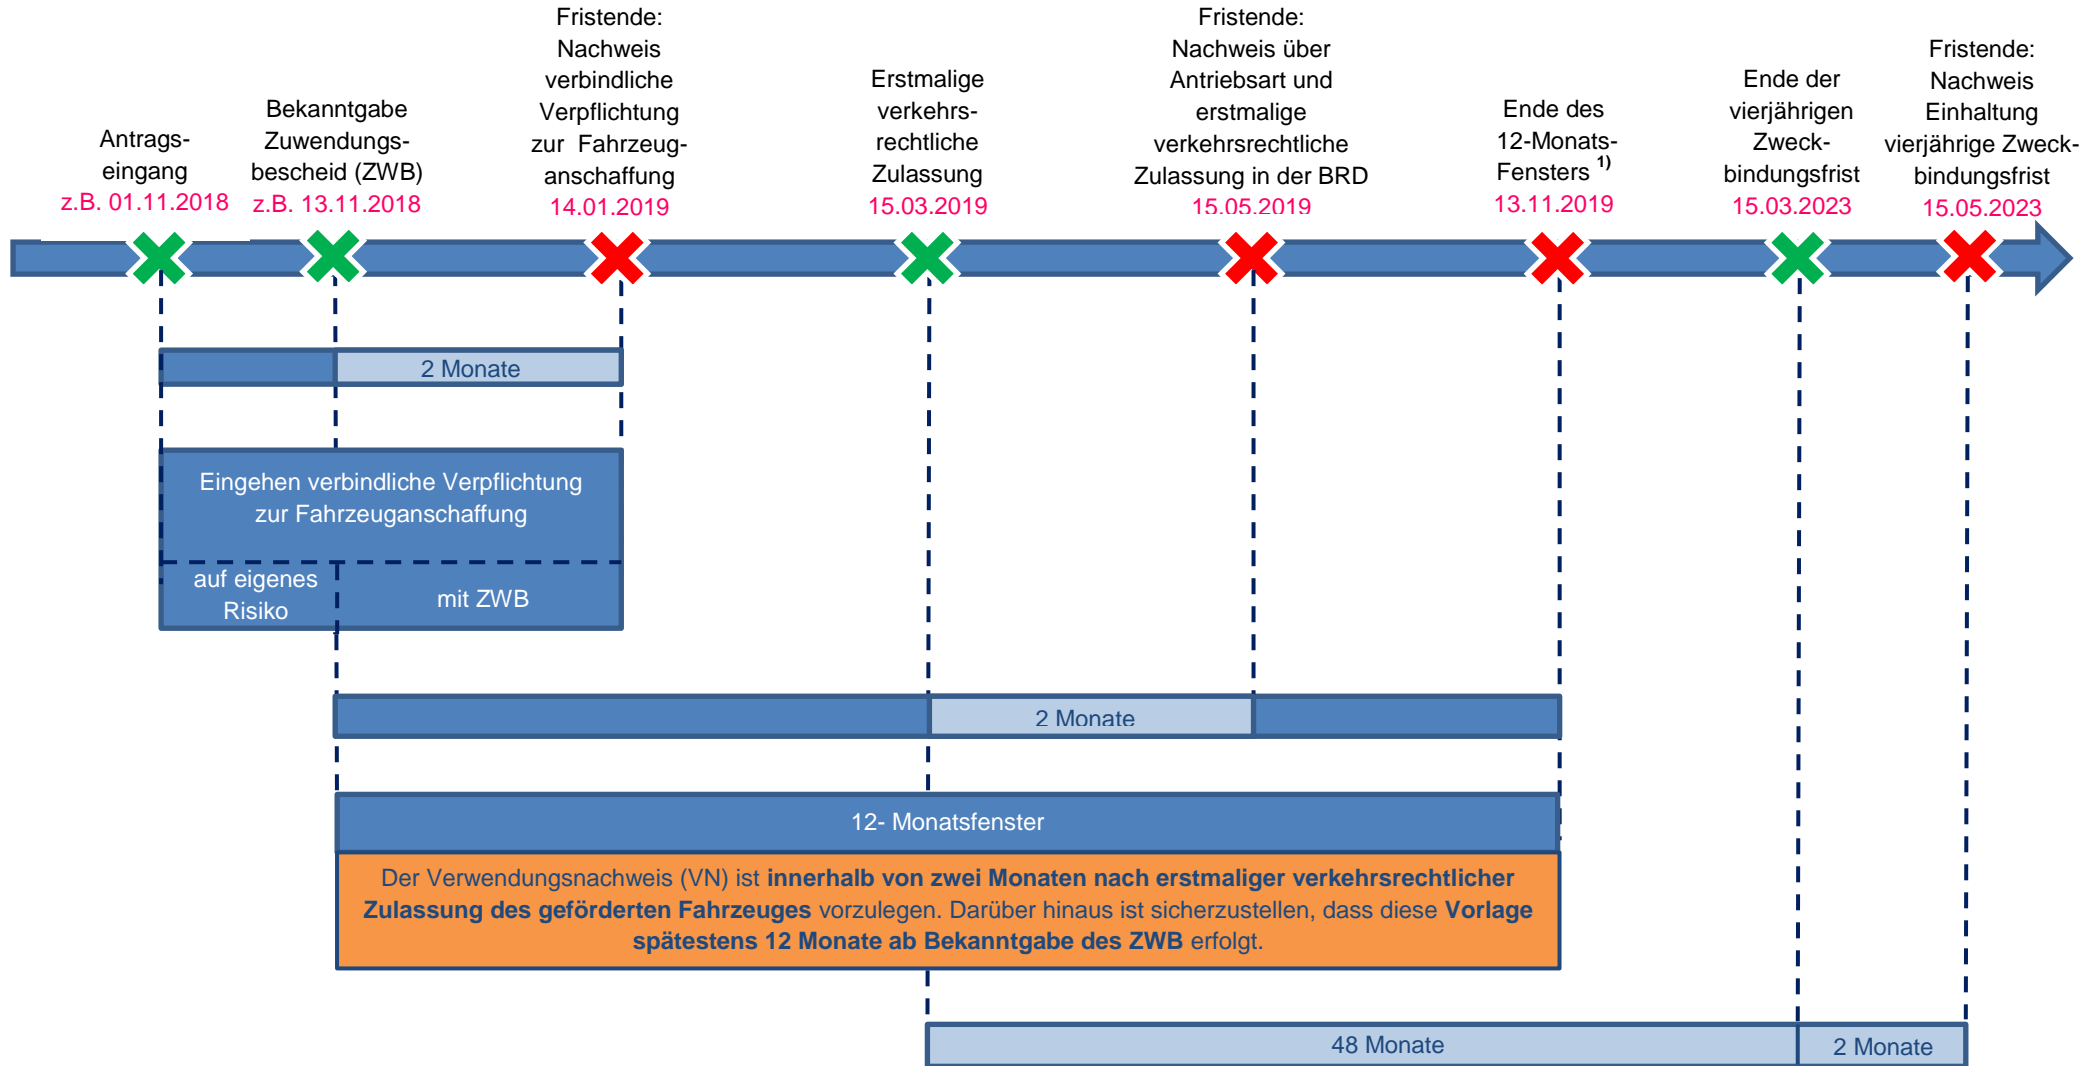 Antrags-
eingang
z.B. 01.11.2018
Bekanntgabe
Zuwendungs-
bescheid (ZWB)
z.B. 13.11.2018
Fristende:
Nachweis
verbindliche
Verpflichtung
zur Fahrzeug-
anschaffung
14.01.2019
Erstmalige
verkehrs-
rechtliche
Zulassung
15.03.2019
Fristende:
Nachweis über
Antriebsart und
erstmalige
verkehrsrechtliche
Zulassung in der BRD
15.05.2019
Ende des
12-Monats-
Fensters 1)
13.11.2019
Ende der
vierjährigen
Zweck-
bindungsfrist
15.03.2023
Fristende:
Nachweis
Einhaltung
vierjährige Zweck-
bindungsfrist
15.05.2023
2 Monate
Eingehen verbindliche Verpflichtung
zur Fahrzeuganschaffung
auf eigenes
Risiko
mit ZWB
2 Monate
12- Monatsfenster
Der Verwendungsnachweis (VN) ist innerhalb von zwei Monaten nach erstmaliger verkehrsrechtlicher
Zulassung des geförderten Fahrzeuges vorzulegen. Darüber hinaus ist sicherzustellen, dass diese Vorlage
spätestens 12 Monate ab Bekanntgabe des ZWB erfolgt.
48 Monate
2 Monate